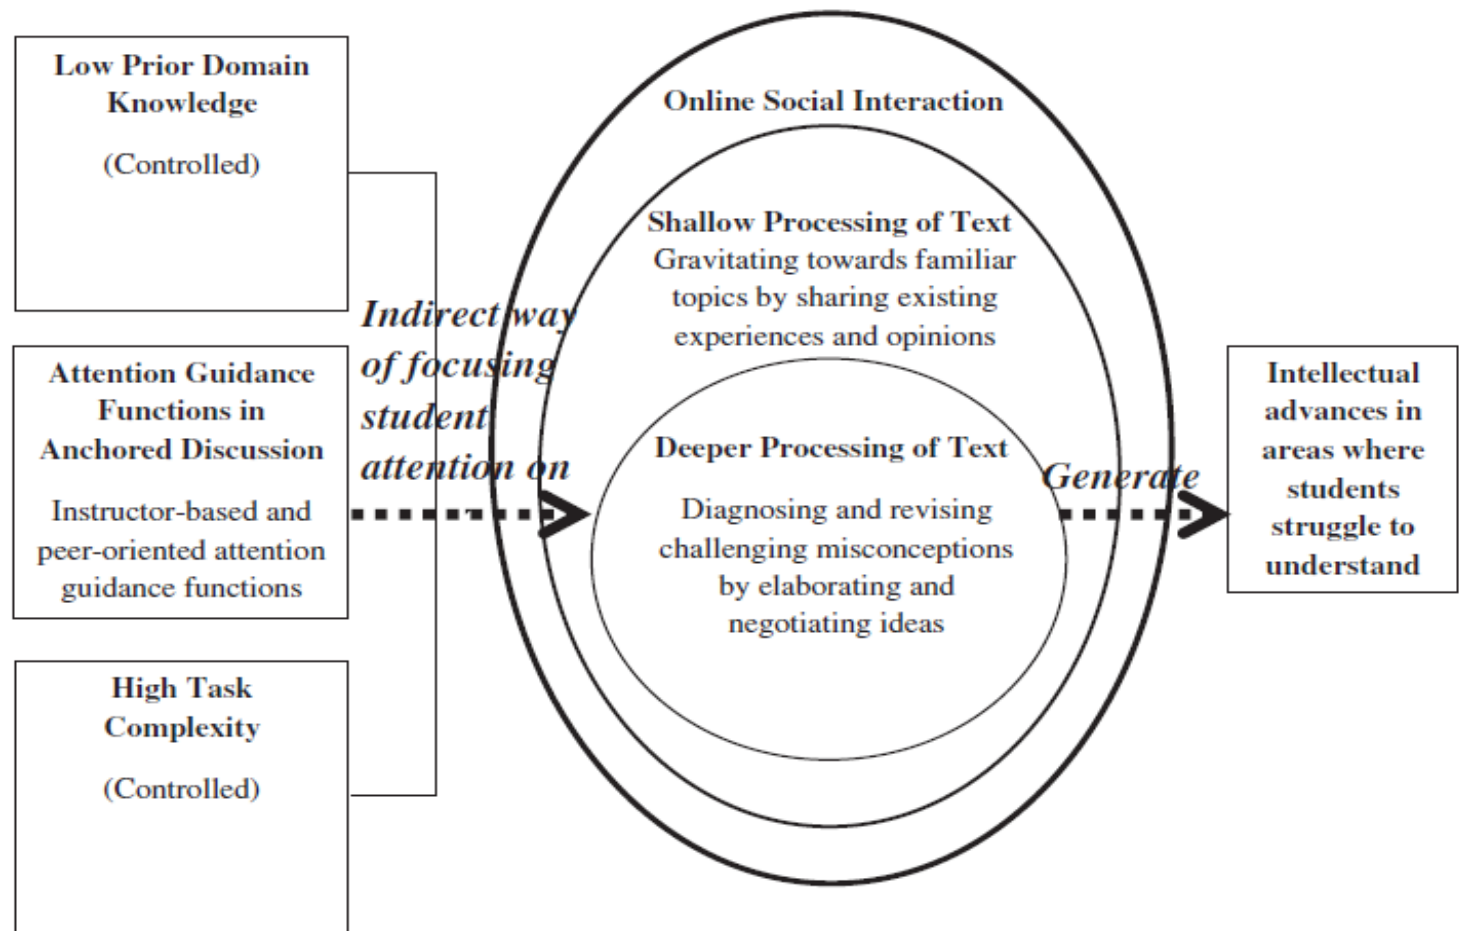 Low Prior Domain
Knowledge
(Controlled)
Attention Guidance
Functions in
Anchored Discussion
Instructor-based and
peer-oriented attention
guidance functions
High Task
Complexity
(Controlled)
Indirect way
of focusing
student
attention on
Online Social Interaction
Shallow Processing of Text
Gravitating towards familiar
topics by sharing existing
experiences and opinions
Deeper Processing of Text
Diagnosing and revising
challenging misconceptions
by elaborating and
negotiating ideas
Generate
Intellectual
advances in
areas where
students
struggle to
understand